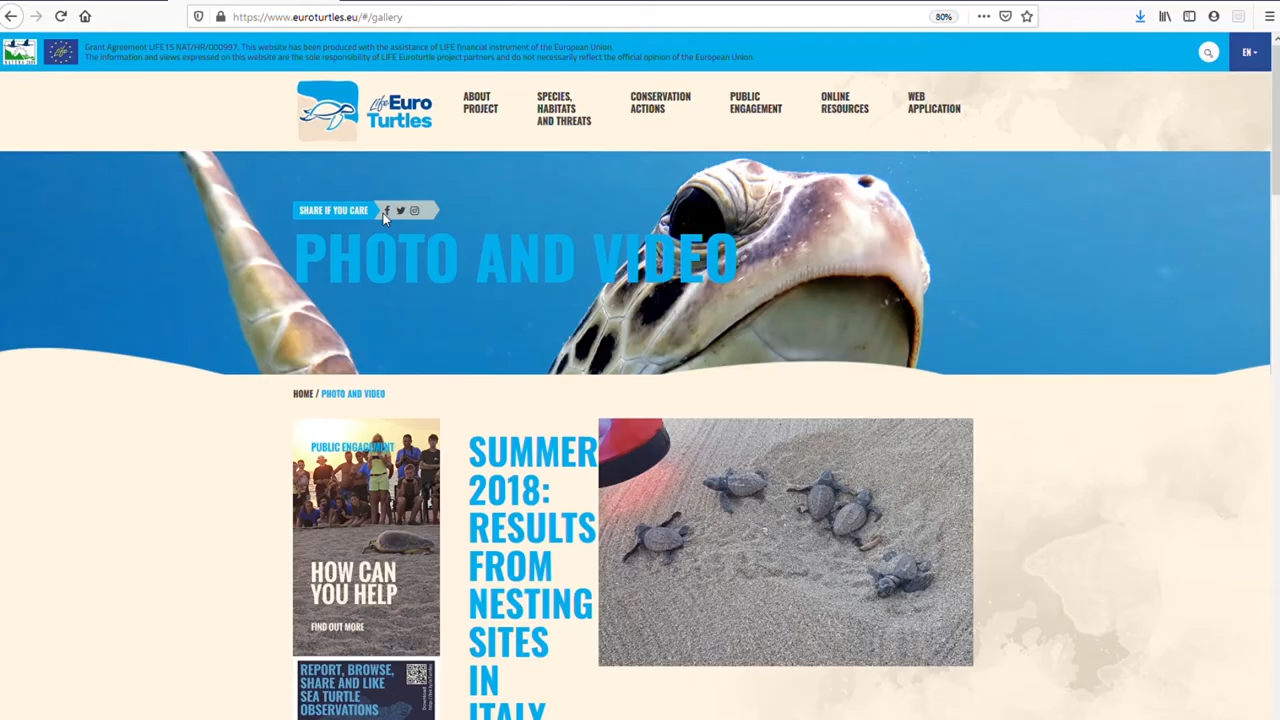 https://www.euroturtles.eu/#/gallery
80%
Grant Agreement LIFE15 NAT/HR/000997. This website has been produced with the assistance of LIFE financial instrument of the European Union.
The information and views expressed on this website are the sole responsibility of LIFE Euroturtle project partners and do not necessarily reflect the official opinion of the European Union.
EN
Life Euro
Turtles
ABOUT
PROJECT
SPECIES,
HABITATS
AND THREATS
CONSERVATION
ACTIONS
PUBLIC
ENGAGEMENT
ONLINE
RESOURCES
WEB
APPLICATION
SHARE IF YOU CARE
PHOTO AND VIDEO
HOME / PHOTO AND VIDEO
PUBLIC ENGAGEMENT
HOW CAN
YOU HELP
FIND OUT MORE
REPORT, BROWSE,
SHARE AND LIKE
SEA TURTLE
OBSERVATIONS
SUMMER
2018:
RESULTS
FROM
NESTING
SITES
IN
ITALY